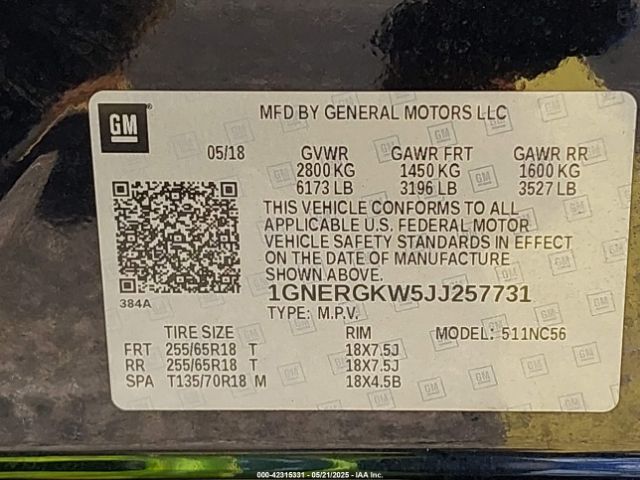 GM
MFD BY GENERAL MOTORS LLC
05/18 GVWR GAWR FRT GAWR RR
2800 KG 1450 KG 1600 KG
6173 LB 3196 LB 3527 LB
THIS VEHICLE CONFORMS TO ALL
APPLICABLE U.S. FEDERAL MOTOR
VEHICLE SAFETY STANDARDS IN EFFECT
ON THE DATE OF MANUFACTURE
SHOWN ABOVE.
384A
1GNERGKW5JJ257731
TYPE: M.P.V.
TIRE SIZE RIM MODEL: 511NC56
FRT 255/65R18 T 18X7.5J
RR 255/65R18 T 18X7.5J
SPA T135/70R18 M 18X4.5B
000-42315331 - 05/21/2025 - IAA Inc.